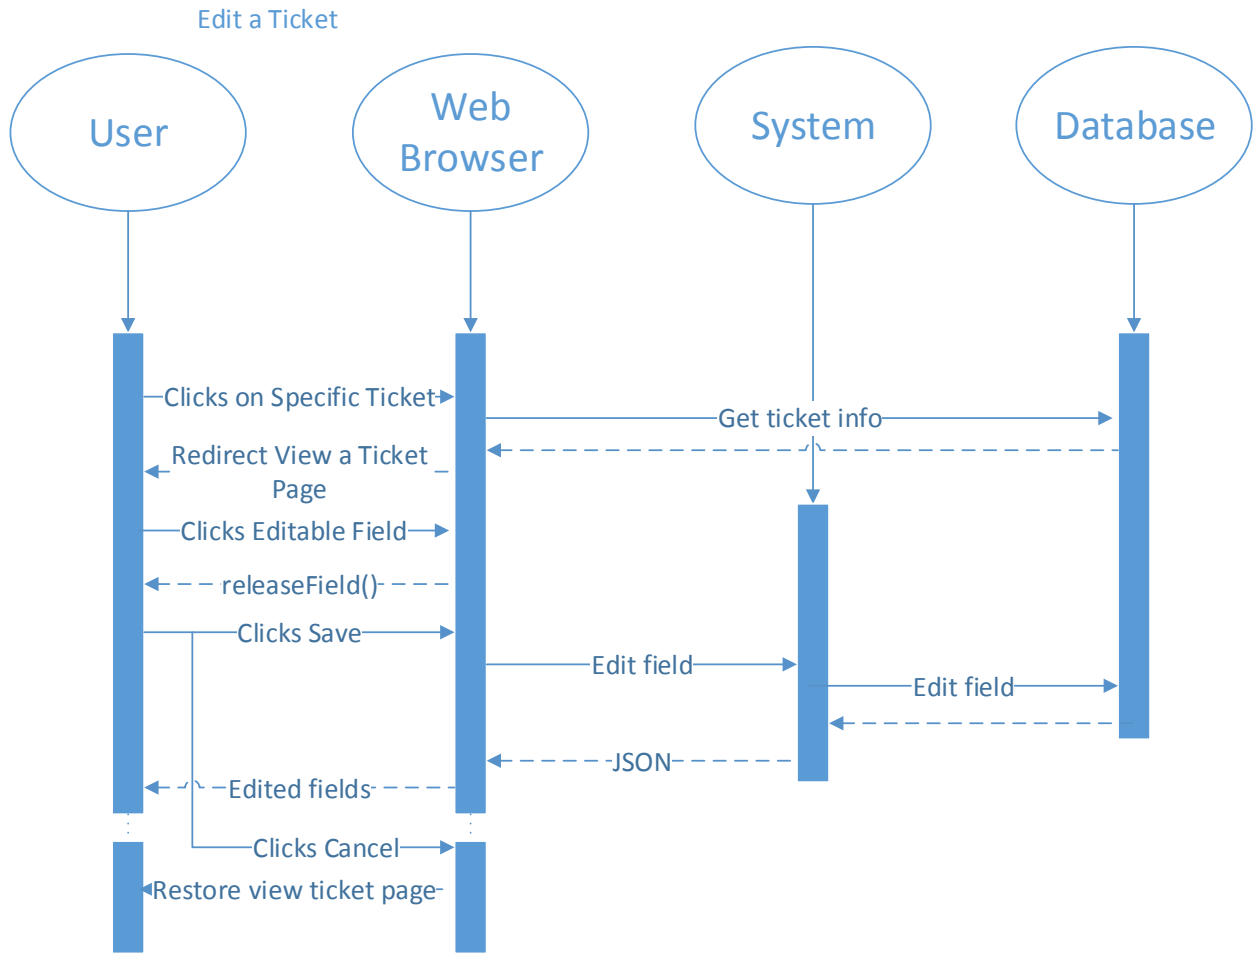 Edit a Ticket
User
Web
Browser
System
Database
Clicks on Specific Ticket
Get ticket info
Redirect View a Ticket
Page
Clicks Editable Field
releaseField()
Clicks Save
Edit field
Edit field
JSON
Edited fields
Clicks Cancel
Restore view ticket page